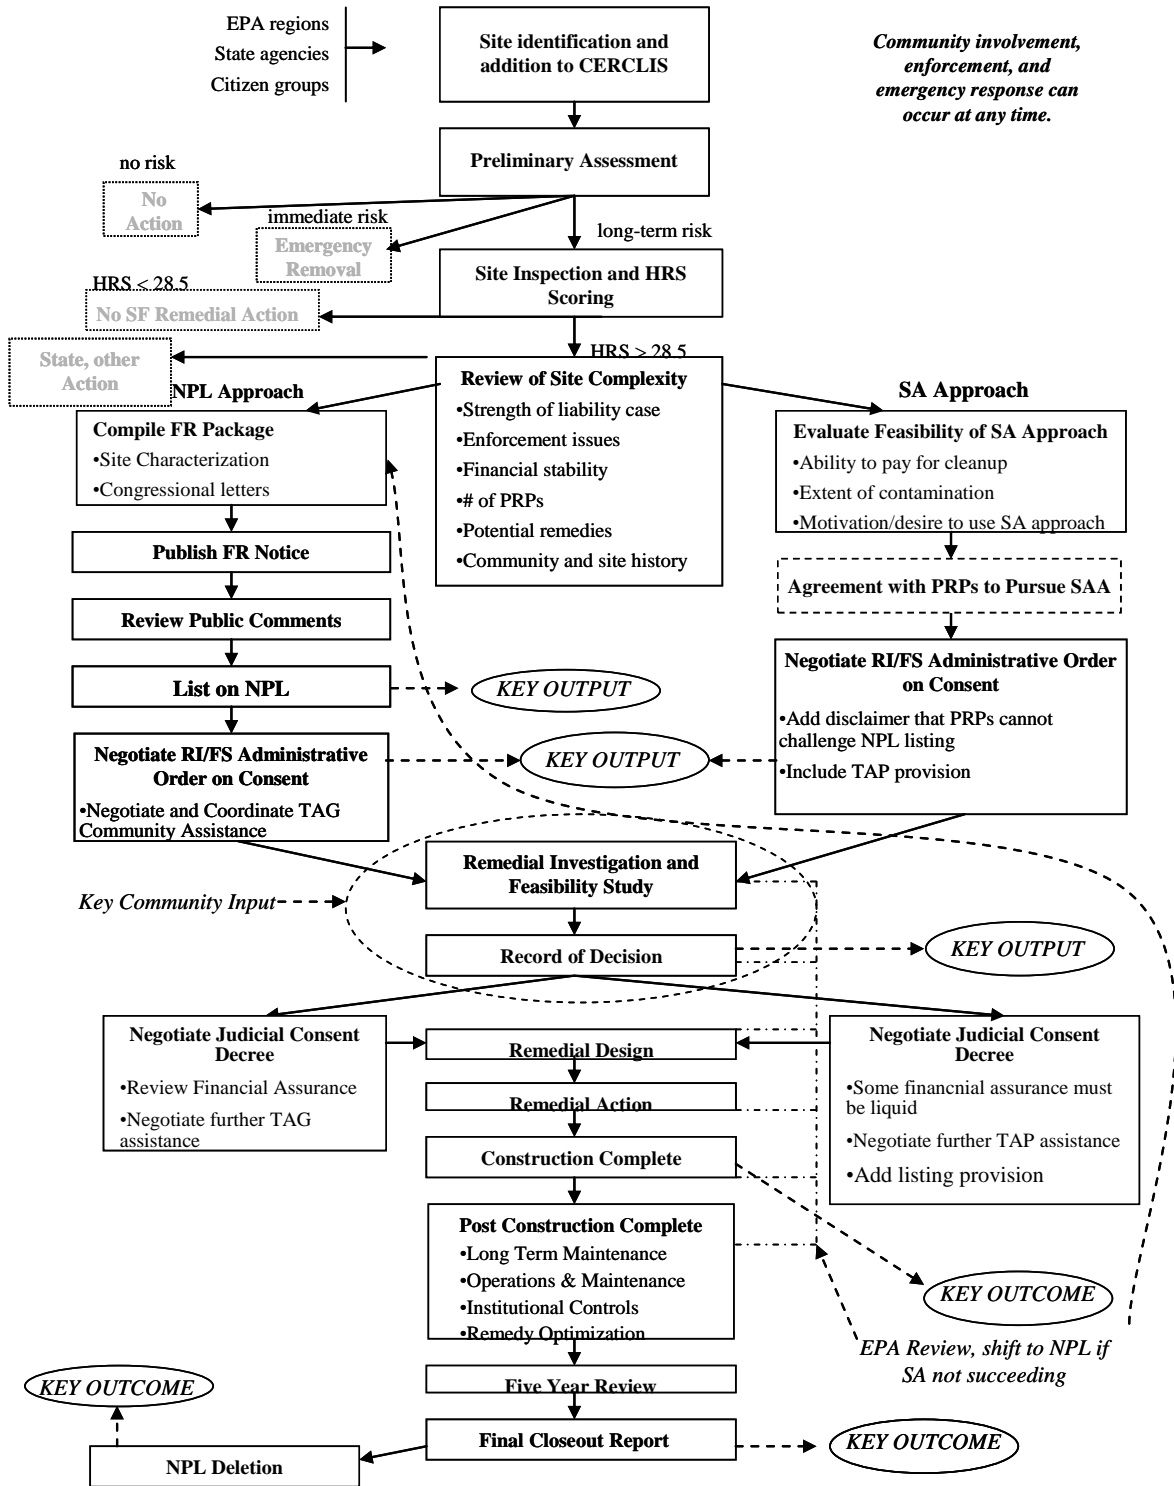 EPA regions
State agencies
Citizen groups
Site identification and
addition to CERCLIS
Community involvement,
enforcement, and
emergency response can
occur at any time.
Preliminary Assessment
no risk
No
Action
immediate risk
Emergency
Removal
long-term risk
Site Inspection and HRS
Scoring
HRS < 28.5
No SF Remedial Action
HRS > 28.5
State, other
Action
NPL Approach
Review of Site Complexity
•Strength of liability case
•Enforcement issues
•Financial stability
•# of PRPs
•Potential remedies
•Community and site history
SA Approach
Compile FR Package
•Site Characterization
•Congressional letters
Evaluate Feasibility of SA Approach
•Ability to pay for cleanup
•Extent of contamination
•Motivation/desire to use SA approach
Publish FR Notice
Agreement with PRPs to Pursue SAA
Review Public Comments
List on NPL
KEY OUTPUT
Negotiate RI/FS Administrative Order
on Consent
•Add disclaimer that PRPs cannot
challenge NPL listing
•Include TAP provision
Negotiate RI/FS Administrative
Order on Consent
•Negotiate and Coordinate TAG
Community Assistance
KEY OUTPUT
Remedial Investigation and
Feasibility Study
Key Community Input
Record of Decision
KEY OUTPUT
Negotiate Judicial Consent
Decree
•Review Financial Assurance
•Negotiate further TAG
assistance
Remedial Design
Remedial Action
Construction Complete
Negotiate Judicial Consent
Decree
•Some financnial assurance must
be liquid
•Negotiate further TAP assistance
•Add listing provision
Post Construction Complete
•Long Term Maintenance
•Operations & Maintenance
•Institutional Controls
•Remedy Optimization
KEY OUTCOME
EPA Review, shift to NPL if
SA not succeeding
Five Year Review
KEY OUTCOME
Final Closeout Report
KEY OUTCOME
NPL Deletion